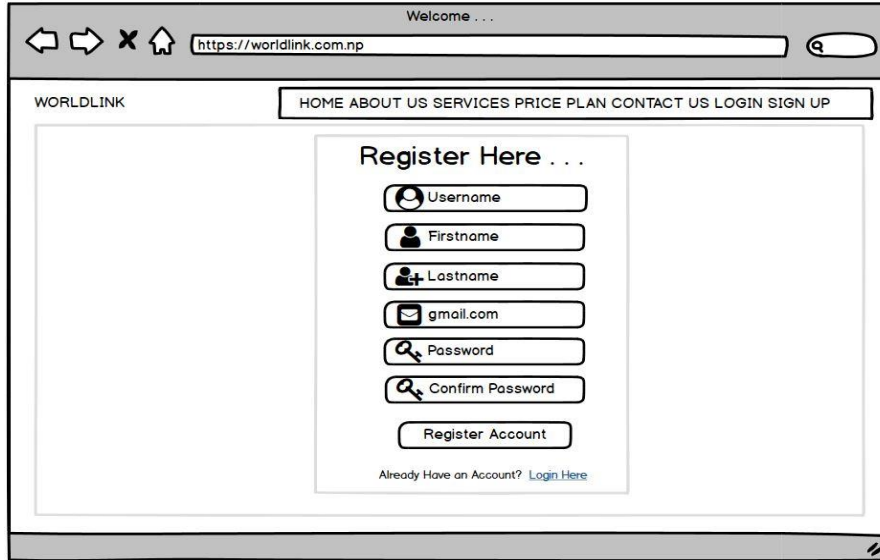 Welcome . . .
https://worldlink.com.np
WORLDLINK
HOME ABOUT US SERVICES PRICE PLAN CONTACT US LOGIN SIGN UP
Register Here . . .
Username
Firstname
Lastname
gmail.com
Password
Confirm Password
Register Account
Already Have an Account? Login Here